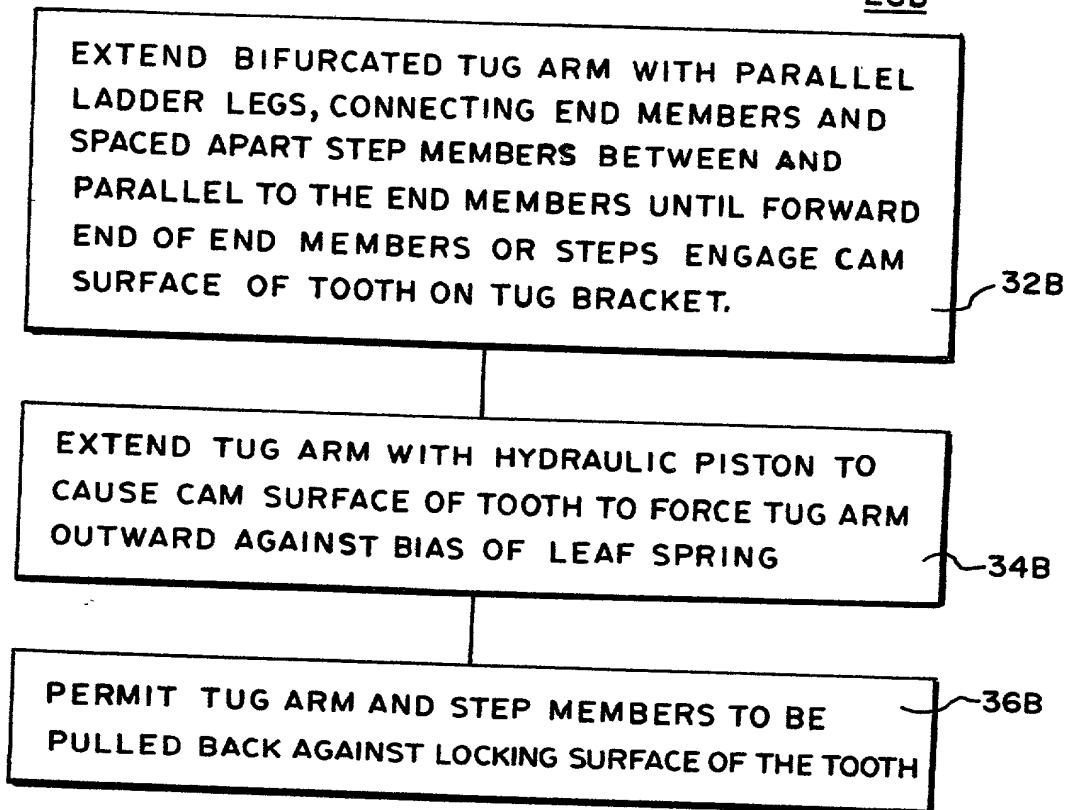 EXTEND BIFURCATED TUG ARM WITH PARALLEL
LADDER LEGS, CONNECTING END MEMBERS AND
SPACED APART STEP MEMBERS BETWEEN AND
PARALLEL TO THE END MEMBERS UNTIL FORWARD
END OF END MEMBERS OR STEPS ENGAGE CAM
SURFACE OF TOOTH ON TUG BRACKET.
32B
EXTEND TUG ARM WITH HYDRAULIC PISTON TO
CAUSE CAM SURFACE OF TOOTH TO FORCE TUG ARM
OUTWARD AGAINST BIAS OF LEAF SPRING
34B
PERMIT TUG ARM AND STEP MEMBERS TO BE
PULLED BACK AGAINST LOCKING SURFACE OF THE TOOTH
36B